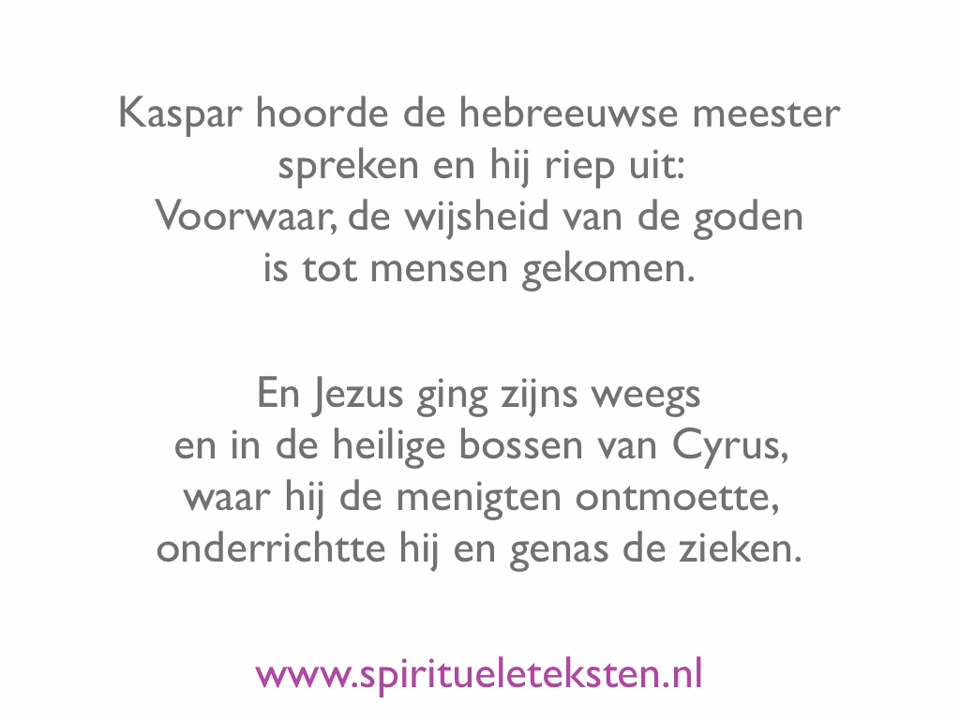 Kaspar hoorde de hebreeuwse meester
spreken en hij riep uit:
Voorwaar, de wijsheid van de goden
is tot mensen gekomen.
En Jezus ging zijns weegs
en in de heilige bossen van Cyrus,
waar hij de menigten ontmoette,
onderrichtte hij en genas de zieken.
www.spiritueleteksten.nl